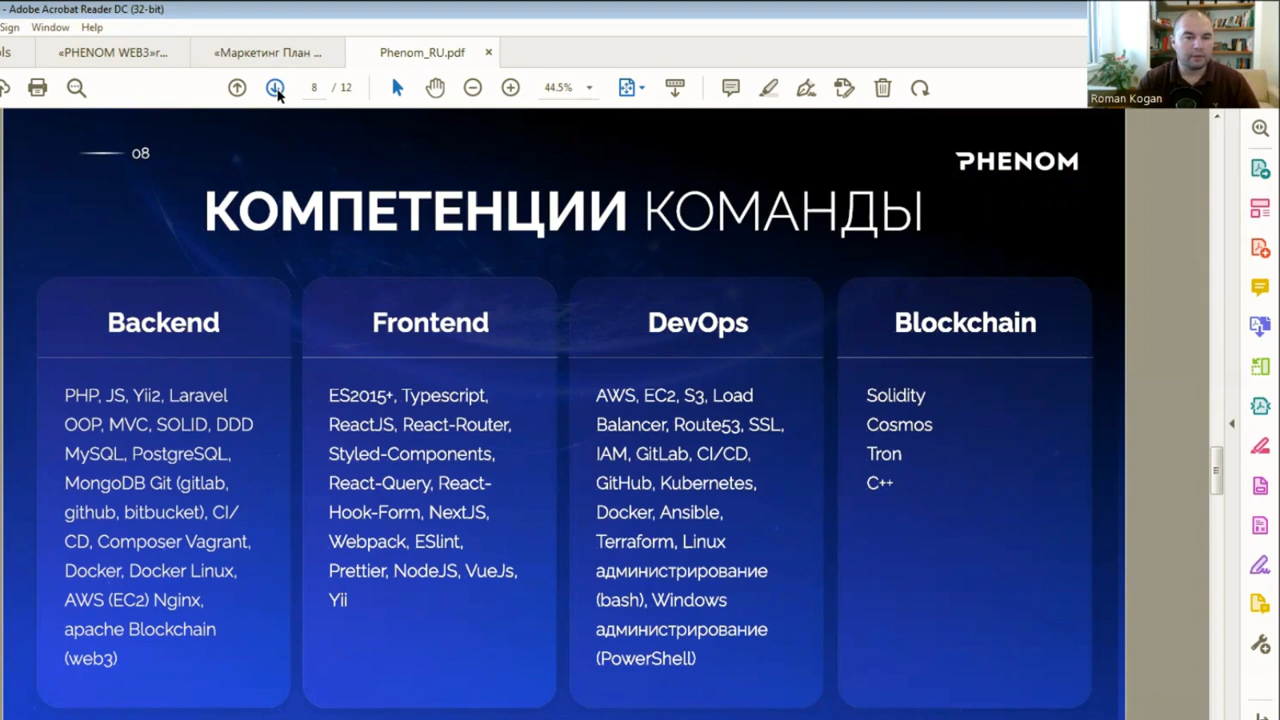 - Adobe Acrobat Reader DC (32-bit)
Sign Window Help
ols «PHENOM WEB3»г... «Маркетинг План ... Phenom_RU.pdf ×
8 / 12 44.5%
Roman Kogan
08
PHENOM
КОМПЕТЕНЦИИ КОМАНДЫ
Backend
PHP, JS, Yii2, Laravel
OOP, MVC, SOLID, DDD
MySQL, PostgreSQL,
MongoDB Git (gitlab,
github, bitbucket), CI/
CD, Composer Vagrant,
Docker, Docker Linux,
AWS (EC2) Nginx,
apache Blockchain
(web3)
Frontend
ES2015+, Typescript,
ReactJS, React-Router,
Styled-Components,
React-Query, React-
Hook-Form, NextJS,
Webpack, ESlint,
Prettier, NodeJS, VueJs,
Yii
DevOps
AWS, EC2, S3, Load
Balancer, Route53, SSL,
IAM, GitLab, CI/CD,
GitHub, Kubernetes,
Docker, Ansible,
Terraform, Linux
администрирование
(bash), Windows
администрирование
(PowerShell)
Blockchain
Solidity
Cosmos
Tron
C++